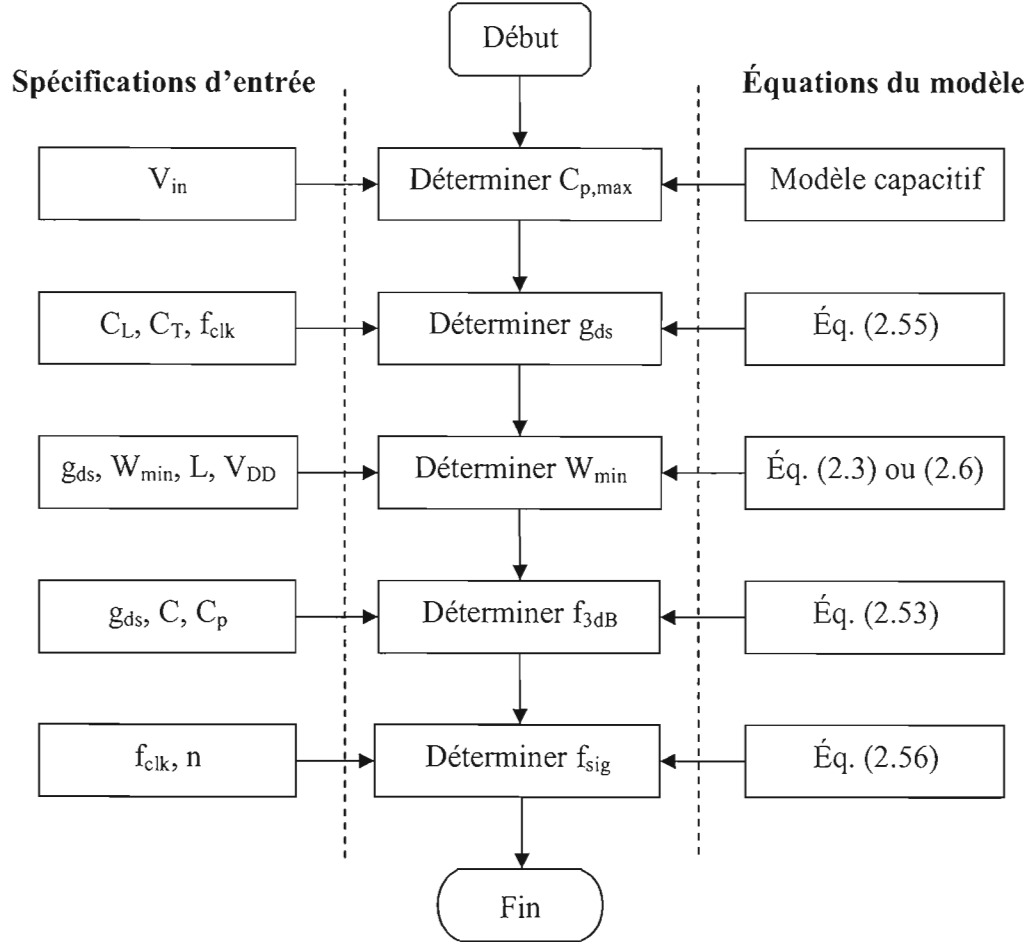 Début
Spécifications d'entrée
Équations du modèle
V_in
Déterminer C_p,max
Modèle capacitif
C_L, C_T, f_clk
Déterminer g_ds
Éq. (2.55)
g_ds, W_min, L, V_DD
Déterminer W_min
Éq. (2.3) ou (2.6)
g_ds, C, C_p
Déterminer f_3dB
Éq. (2.53)
f_clk, n
Déterminer f_sig
Éq. (2.56)
Fin